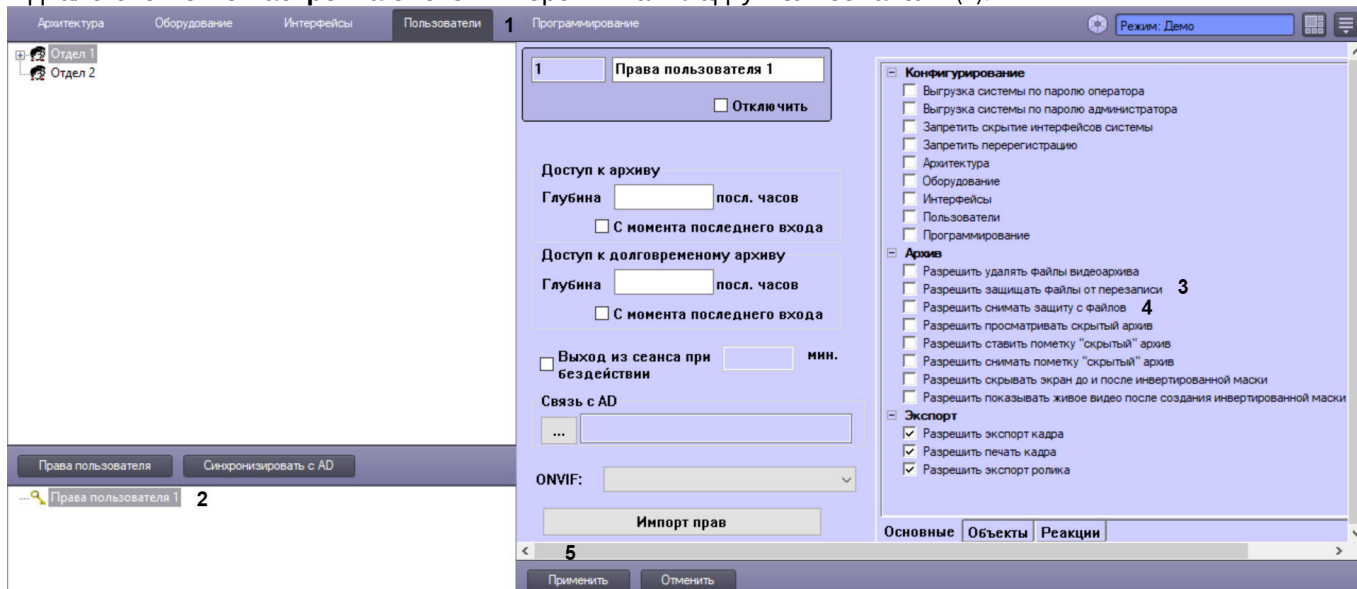 Архитектура Оборудование Интерфейсы Пользователи 1 Программирование Режим: Демо
Отдел 1
Отдел 2
Права пользователя Синхронизировать с AD
Права пользователя 1 2
1 Права пользователя 1
Отключить
Доступ к архиву
Глубина посл. часов
С момента последнего входа
Доступ к долговременому архиву
Глубина посл. часов
С момента последнего входа
Выход из сеанса при мин.
бездействии
Связь с AD
...
ONVIF:
Импорт прав
5
Применить Отменить
Конфигурирование
Выгрузка системы по паролю оператора
Выгрузка системы по паролю администратора
Запретить скрытие интерфейсов системы
Запретить перерегистрацию
Архитектура
Оборудование
Интерфейсы
Пользователи
Программирование
Архив
Разрешить удалять файлы видеоархива
Разрешить защищать файлы от перезаписи 3
Разрешить снимать защиту с файлов 4
Разрешить просматривать скрытый архив
Разрешить ставить пометку "скрытый" архив
Разрешить снимать пометку "скрытый" архив
Разрешить скрывать экран до и после инвертированной маски
Разрешить показывать живое видео после создания инвертированной маски
Экспорт
Разрешить экспорт кадра
Разрешить печать кадра
Разрешить экспорт ролика
Основные Объекты Реакции